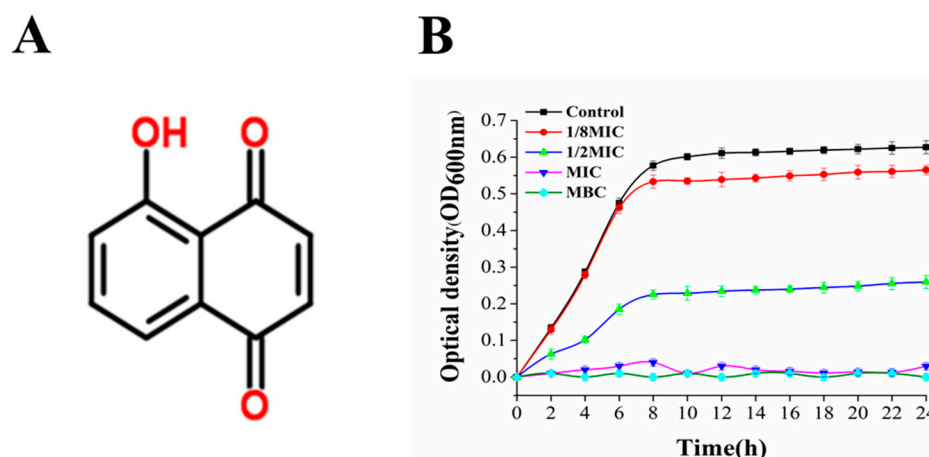 A
B
OH
O
O
Control
1/8MIC
1/2MIC
MIC
MBC
0.7
0.6
0.5
0.4
0.3
0.2
0.1
0.0
Optical density(OD600nm)
0 2 4 6 8 10 12 14 16 18 20 22 24
Time(h)